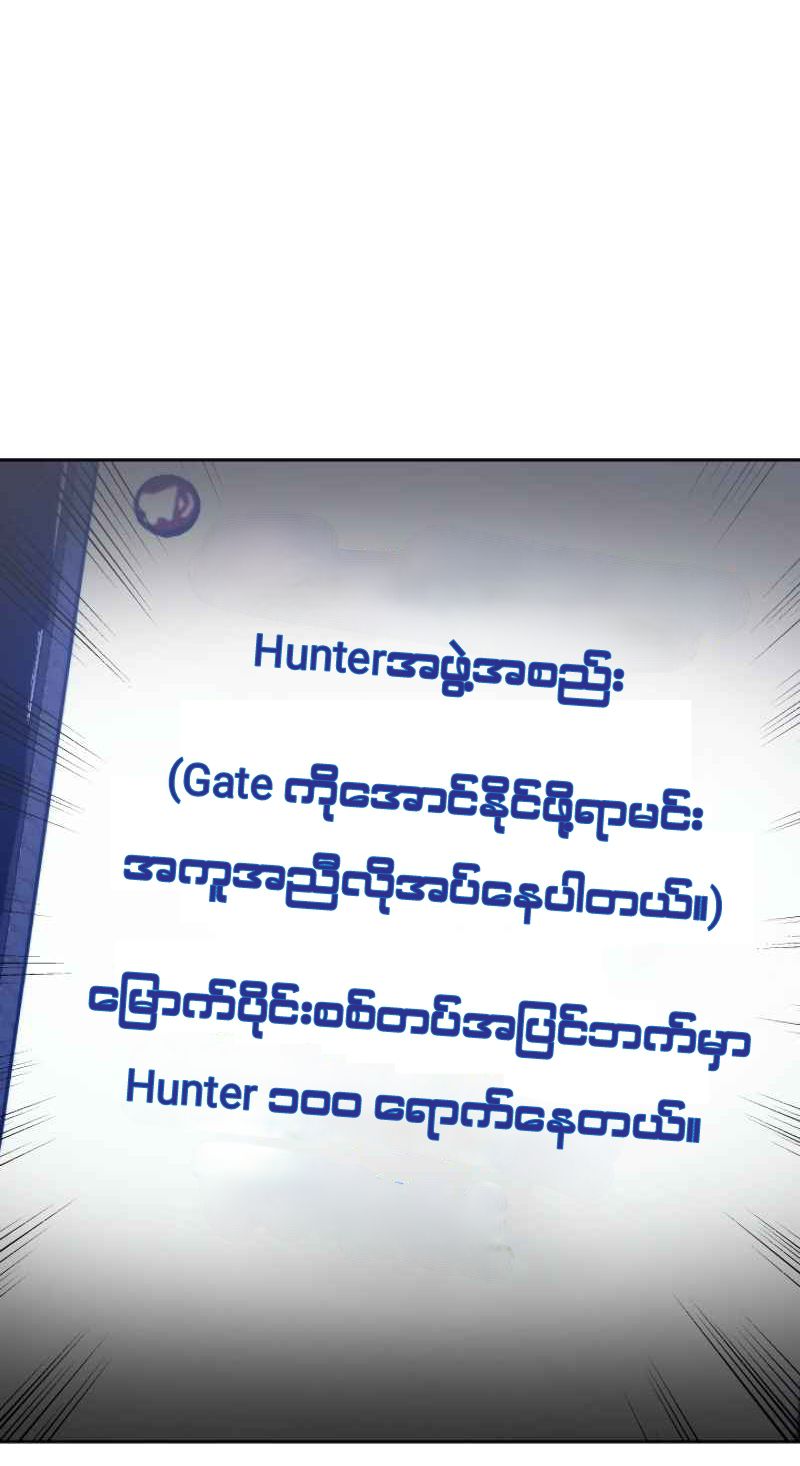 Hunterအဖွဲ့အစည်း
(Gate ကိုအောင်နိုင်ဖို့ရာမင်း
အကူအညီလိုအပ်နေပါတယ်။)
မြောက်ပိုင်းစစ်တပ်အပြင်ဘက်မှာ
Hunter ၁၀၀ ရောက်နေတယ်။